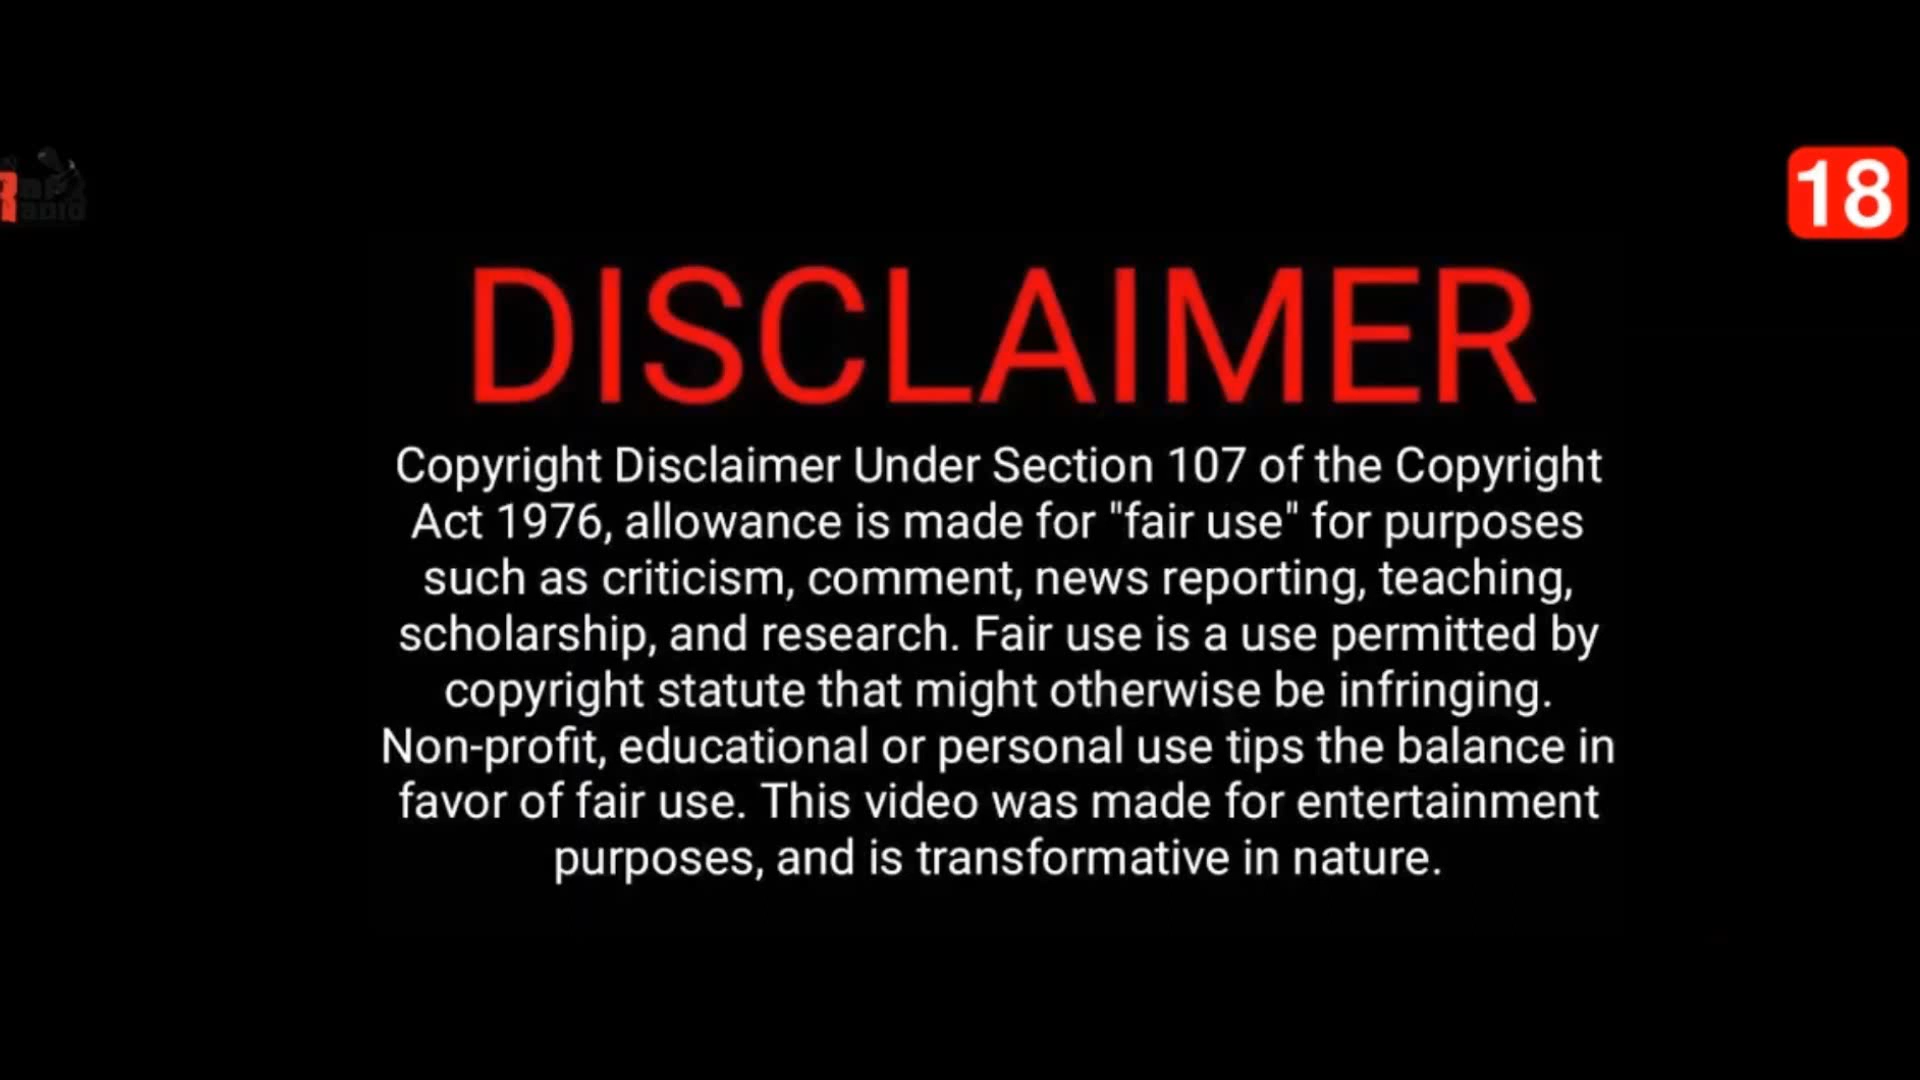 Rap
Radio
18
DISCLAIMER
Copyright Disclaimer Under Section 107 of the Copyright
Act 1976, allowance is made for "fair use" for purposes
such as criticism, comment, news reporting, teaching,
scholarship, and research. Fair use is a use permitted by
copyright statute that might otherwise be infringing.
Non-profit, educational or personal use tips the balance in
favor of fair use. This video was made for entertainment
purposes, and is transformative in nature.